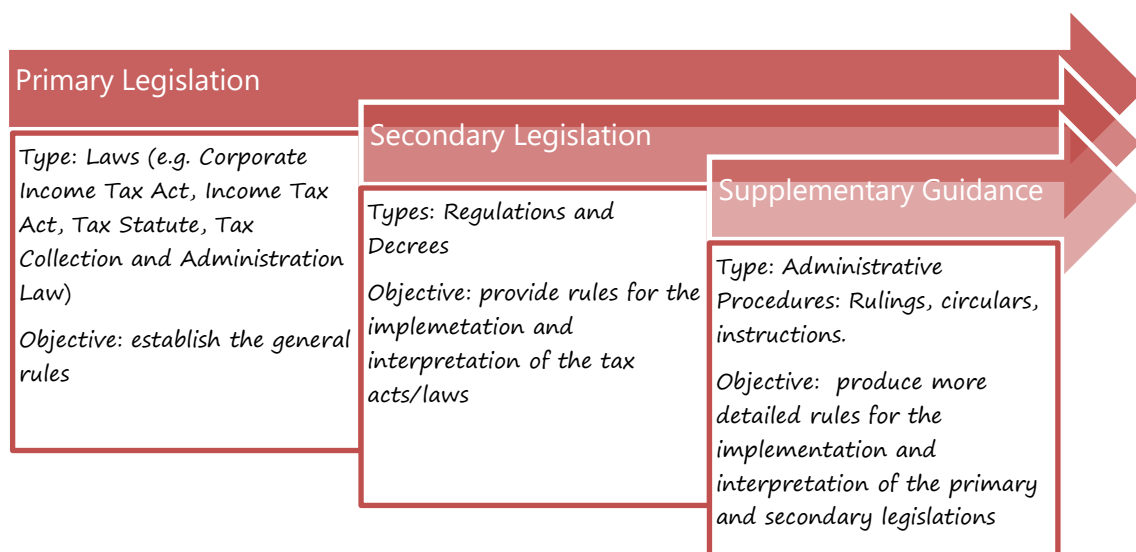 Primary Legislation
Type: Laws (e.g. Corporate
Income Tax Act, Income Tax
Act, Tax Statute, Tax
Collection and Administration
Law)
Objective: establish the general
rules
Secondary Legislation
Types: Regulations and
Decrees
Objective: provide rules for the
implemetation and
interpretation of the tax
acts/laws
Supplementary Guidance
Type: Administrative
Procedures: Rulings, circulars,
instructions.
Objective:  produce more
detailed rules for the
implementation and
interpretation of the primary
and secondary legislations